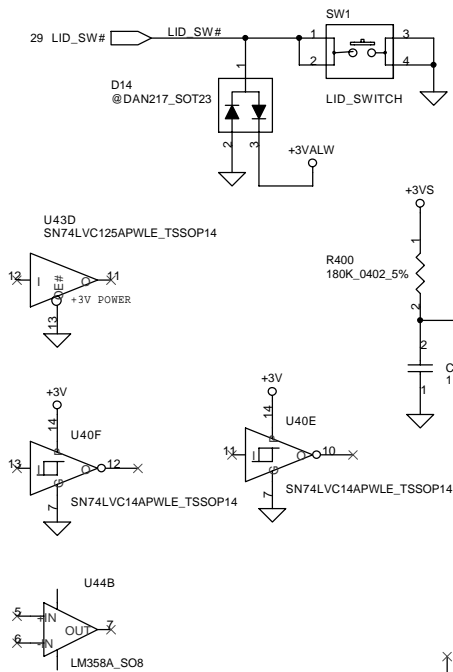 SW1
29 LID_SW#
LID_SW#
1
3
2
4
LID_SWITCH
1
D14
@DAN217_SOT23
2
3
+3VALW
+3VS
U43D
SN74LVC125APWLE_TSSOP14
12
I
O
11
OE#
+3V POWER
13
1
R400
180K_0402_5%
2
2
1
C
1
+3V
14
U40F
13
I
O
12
P
G
7
SN74LVC14APWLE_TSSOP14
+3V
14
U40E
11
I
O
10
P
G
7
SN74LVC14APWLE_TSSOP14
U44B
5
+IN
OUT
7
6
-IN
LM358A_SO8